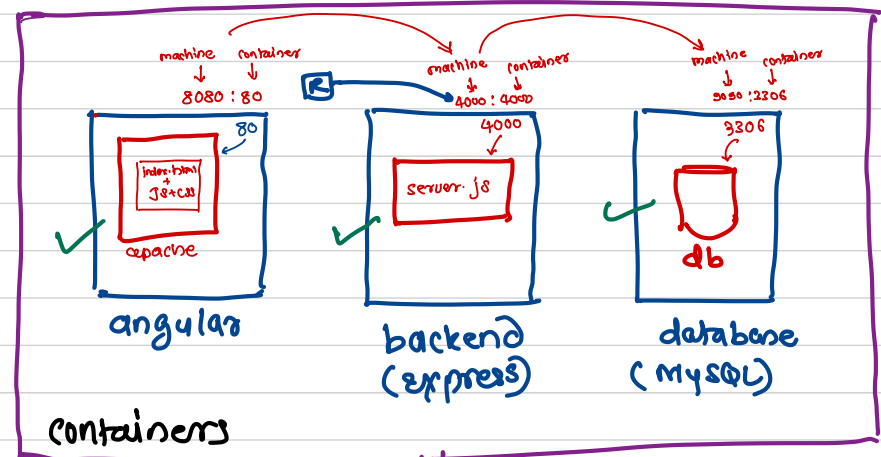 machine container
8080 : 80
80
index.html
+
JS+CSS
apache
angular
R
machine container
4000 : 4000
4000
server.js
backend
(express)
machine container
9090 : 3306
3306
db
database
(MySQL)
containers